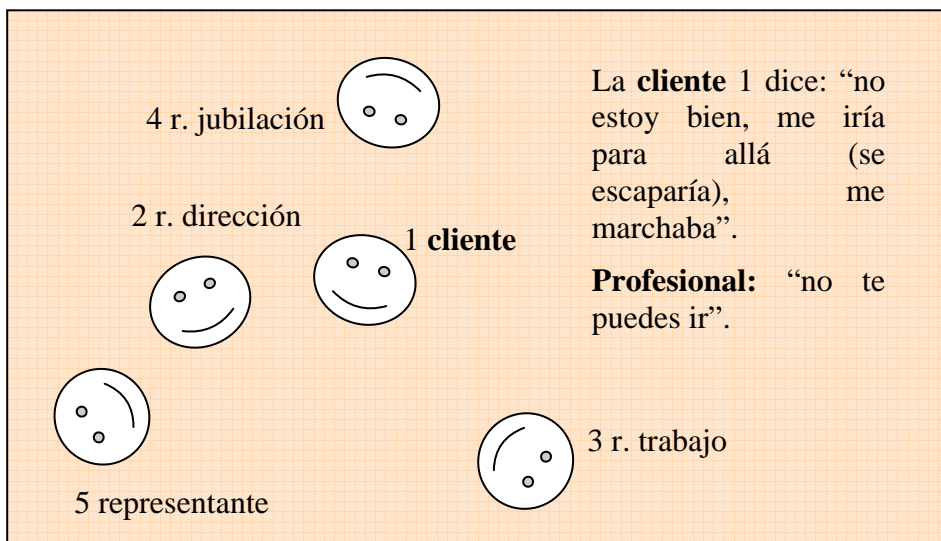 4 r. jubilación
2 r. dirección
1 cliente
5 representante
3 r. trabajo
La cliente 1 dice: “no
estoy bien, me iría
para allá (se
escaparía), me
marchaba”.
Profesional: “no te
puedes ir”.